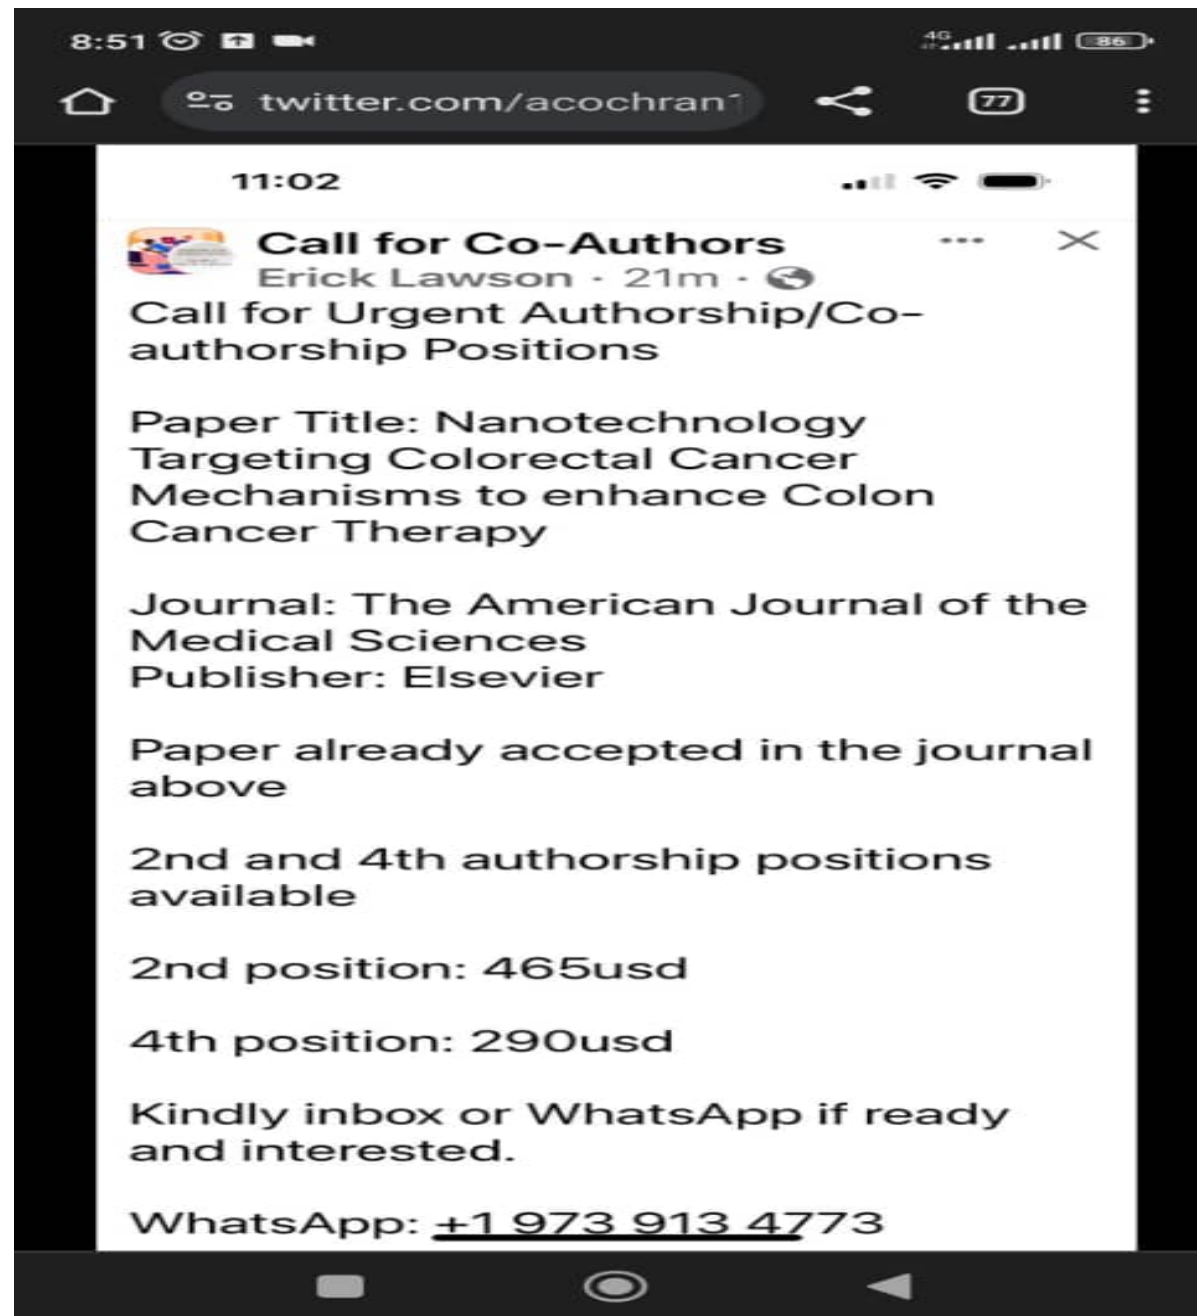 8:51
4G
86
twitter.com/acochran1
77
11:02
Call for Co-Authors
Erick Lawson · 21m ·
Call for Urgent Authorship/Co-
authorship Positions
Paper Title: Nanotechnology
Targeting Colorectal Cancer
Mechanisms to enhance Colon
Cancer Therapy
Journal: The American Journal of the
Medical Sciences
Publisher: Elsevier
Paper already accepted in the journal
above
2nd and 4th authorship positions
available
2nd position: 465usd
4th position: 290usd
Kindly inbox or WhatsApp if ready
and interested.
WhatsApp: +1 973 913 4773